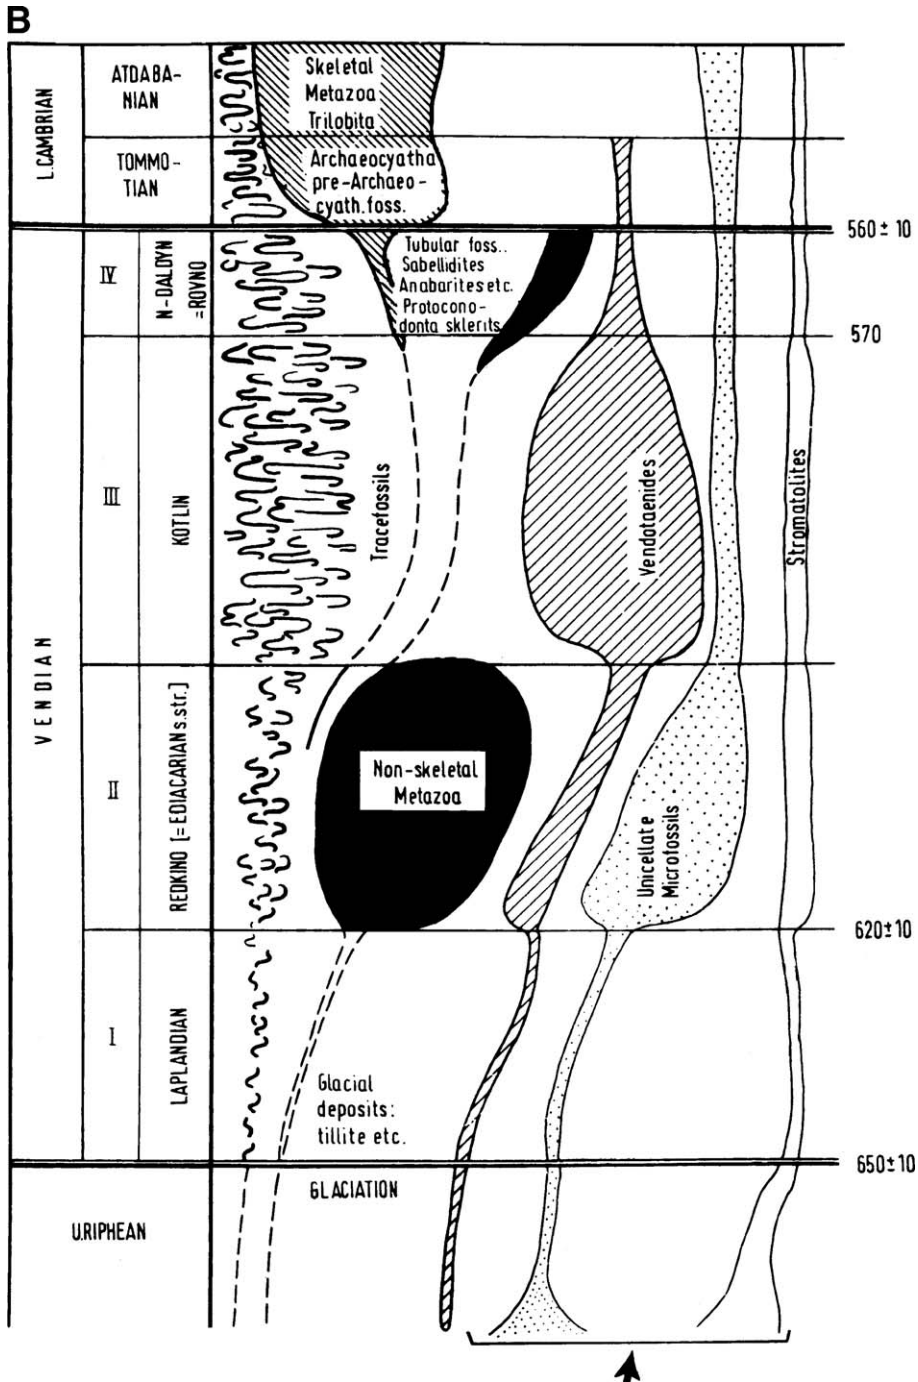 B
L.CAMBRIAN
ATDABA-
NIAN
TOMMO-
TIAN
Skeletal
Metazoa
Trilobita
Archaeocyatha
pre-Archaeo-
cyath.foss.
560±10
VENDIAN
IV
N-DALDYN
=ROVNO
Tubular foss..
Sabellidites
Anabarites etc.
Protocono-
donta sklerits
570
III
KOTLIN
Tracefossils
Vendotaenides
Stromatolites
II
REDKINO [=EDIACARIAN s.str.]
Non-skeletal
Metazoa
Unicellate
Microfossils
620±10
I
LAPLANDIAN
Glacial
deposits:
tillite etc.
650±10
GLACIATION
U.RIPHEAN